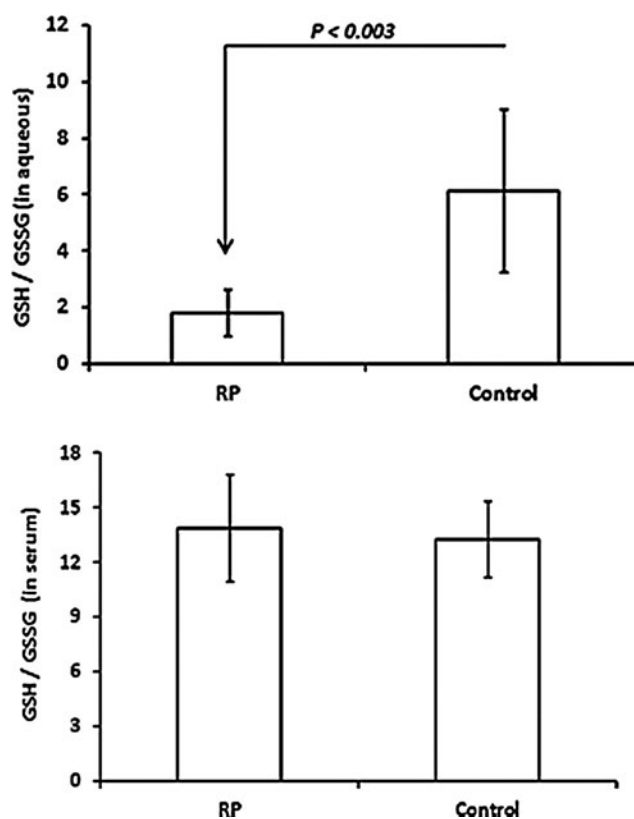 P < 0.003
GSH / GSSG (In aqueous)
12
10
8
6
4
2
0
RP Control
GSH / GSSG (In serum)
18
15
12
9
6
3
0
RP Control